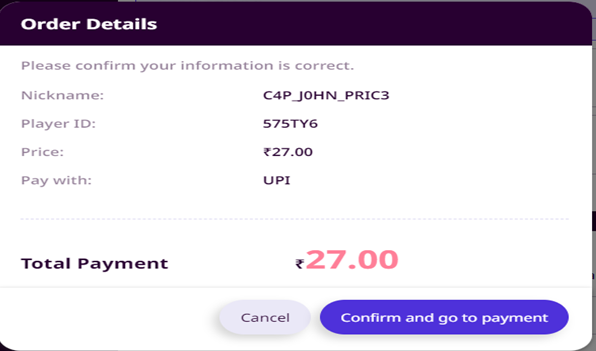 Order Details
Please confirm your information is correct.
Nickname: C4P_J0HN_PRIC3
Player ID: 575TY6
Price: ₹27.00
Pay with: UPI
Total Payment ₹27.00
Cancel Confirm and go to payment